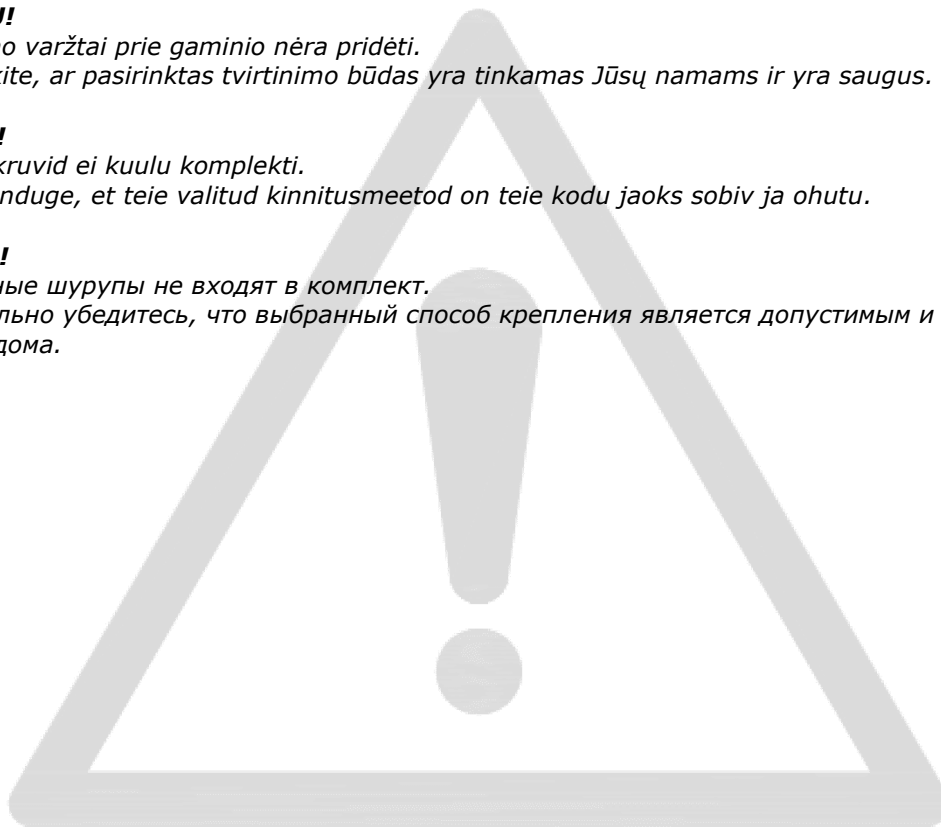 U!
o varžtai prie gaminio nėra pridėti.
kite, ar pasirinktas tvirtinimo būdas yra tinkamas Jūsų namams ir yra saugus.
!
kruvid ei kuulu komplekti.
nduge, et teie valitud kinnitusmeetod on teie kodu jaoks sobiv ja ohutu.
!
ные шурупы не входят в комплект.
льно убедитесь, что выбранный способ крепления является допустимым и
дома.